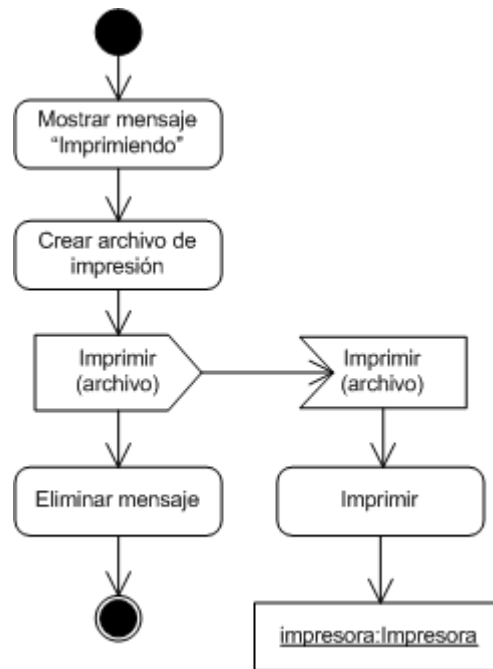 Mostrar mensaje
“Imprimiendo”
Crear archivo de
impresión
Imprimir
(archivo)
Imprimir
(archivo)
Eliminar mensaje
Imprimir
impresora:Impresora